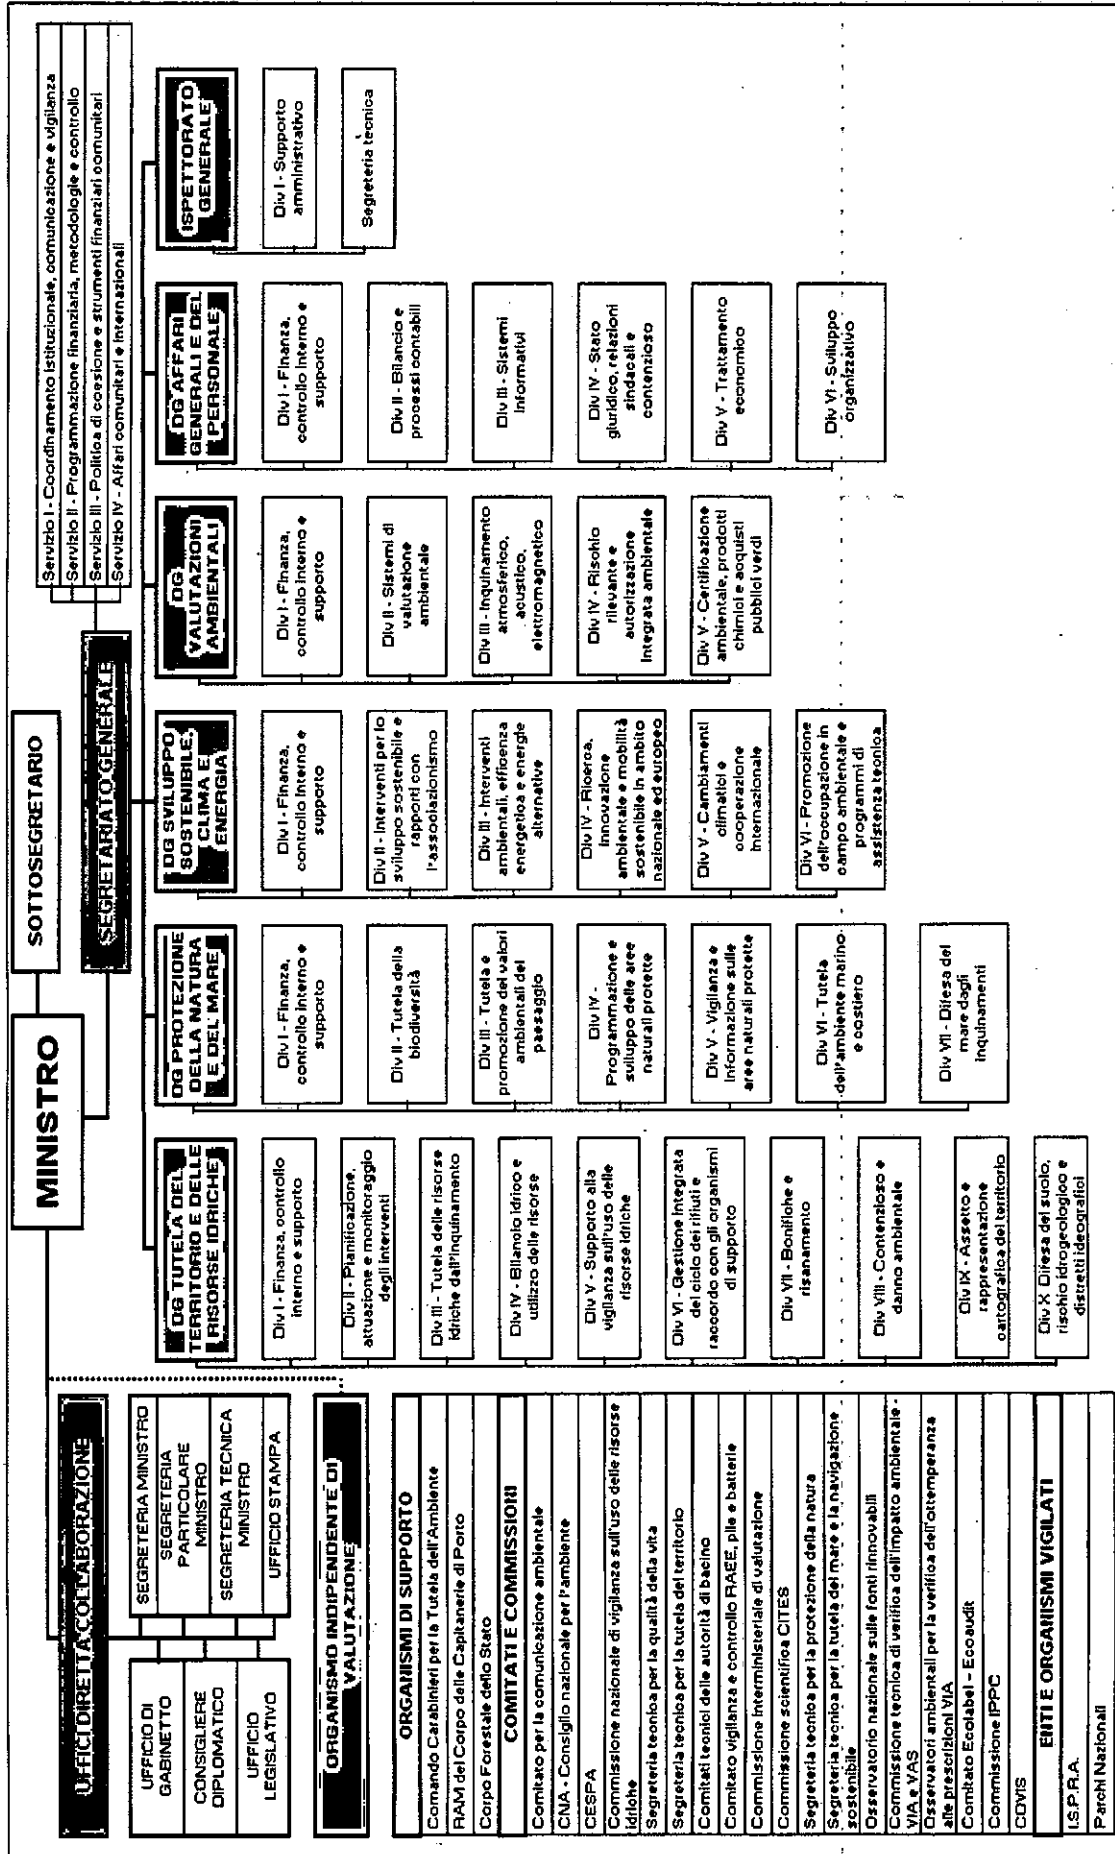 MINISTRO
SOTTOSEGRETARIO
SEGRETARIATO GENERALE
Servizio I - Coordinamento istituzionale, comunicazione e vigilanza
Servizio II - Programmazione finanziaria, metodologie e controllo
Servizio III - Politica di coesione e strumenti finanziari comunitari
Servizio IV - Affari comunitari e internazionali
UFFICI DIRETTA COLLABORAZIONE
UFFICIO DI
GABINETTO
CONSIGLIERE
DIPLOMATICO
UFFICIO
LEGISLATIVO
SEGRETERIA MINISTRO
SEGRETERIA
PARTICOLARE
MINISTRO
SEGRETERIA TECNICA
MINISTRO
UFFICIO STAMPA
ORGANISMO INDIPENDENTE DI
VALUTAZIONE
ORGANISMI DI SUPPORTO
Comando Carabinieri per la Tutela dell'Ambiente
RAM del Corpo delle Capitanerie di Porto
Corpo Forestale dello Stato
COMITATI E COMMISSIONI
Comitato per la comunicazione ambientale
CNA - Consiglio nazionale per l'ambiente
CESPA
Commissione nazionale di vigilanza sull'uso delle risorse
idriche
Segreteria tecnica per la qualità della vita
Segreteria tecnica per la tutela del territorio
Comitati tecnici delle autorità di bacino
Comitato vigilanza e controllo RAEE, pile e batterie
Commissione interministeriale di valutazione
Commissione scientifica CITES
Segreteria tecnica per la protezione della natura
Segreteria tecnica per la tutela del mare e la navigazione
sostenibile
Osservatorio nazionale sulle fonti rinnovabili
Commissione tecnica di verifica dell'impatto ambientale -
VIA e VAS
Osservatori ambientali per la verifica dell'ottemperanza
alle prescrizioni VIA
Comitato Ecolabel - Ecoaudit
Commissione IPPC
COVIS
ENTI E ORGANISMI VIGILATI
I.S.P.R.A.
Parchi Nazionali
DG TUTELA DEL
TERRITORIO E DELLE
RISORSE IDRICHE
Div I - Finanza, controllo
interno e supporto
Div II - Pianificazione,
attuazione e monitoraggio
degli interventi
Div III - Tutela delle risorse
idriche dall'inquinamento
Div IV - Bilancio idrico e
utilizzo delle risorse
Div V - Supporto alla
vigilanza sull'uso delle
risorse idriche
Div VI - Gestione integrata
del ciclo dei rifiuti e
raccordo con gli organismi
di supporto
Div VII - Bonifiche e
risanamento
Div VIII - Contenzioso e
danno ambientale
Div IX - Assetto e
rappresentazione
cartografica del territorio
Div X Difesa del suolo,
rischio idrogeologico e
distretti ideografici
DG PROTEZIONE
DELLA NATURA
E DEL MARE
Div I - Finanza,
controllo interno e
supporto
Div II - Tutela della
biodiversità
Div III - Tutela e
promozione dei valori
ambientali del
paesaggio
Div IV -
Programmazione e
sviluppo delle aree
naturali protette
Div V - Vigilanza e
informazione sulle
aree naturali protette
Div VI - Tutela
dell'ambiente marino
e costiero
Div VII - Difesa del
mare dagli
inquinamenti
DG SVILUPPO
SOSTENIBILE,
CLIMA E
ENERGIA
Div I - Finanza,
controllo interno e
supporto
Div II - Interventi per lo
sviluppo sostenibile e
rapporti con
l'associazionismo
Div III - Interventi
ambientali, efficienza
energetica e energie
alternative
Div IV - Ricerca,
innovazione
ambientale e mobilità
sostenibile in ambito
nazionale ed europeo
Div V - Cambiamenti
climatici e
cooperazione
internazionale
Div VI - Promozione
dell'occupazione in
campo ambientale e
programmi di
assistenza tecnica
DG
VALUTAZIONI
AMBIENTALI
Div I - Finanza,
controllo interno e
supporto
Div II - Sistemi di
valutazione
ambientale
Div III - Inquinamento
atmosferico,
acustico,
elettromagnetico
Div IV - Rischio
rilevante e
autorizzazione
integrata ambientale
Div V - Certificazione
ambientale, prodotti
chimici e acquisti
pubblici verdi
DG AFFARI
GENERALI E DEL
PERSONALE
Div I - Finanza,
controllo interno e
supporto
Div II - Bilancio e
processi contabili
Div III - Sistemi
informativi
Div IV - Stato
giuridico, relazioni
sindacali e
contenzioso
Div V - Trattamento
economico
Div VI - Sviluppo
organizzativo
ISPETTORATO
GENERALE
Div I - Supporto
amministrativo
Segreteria tecnica